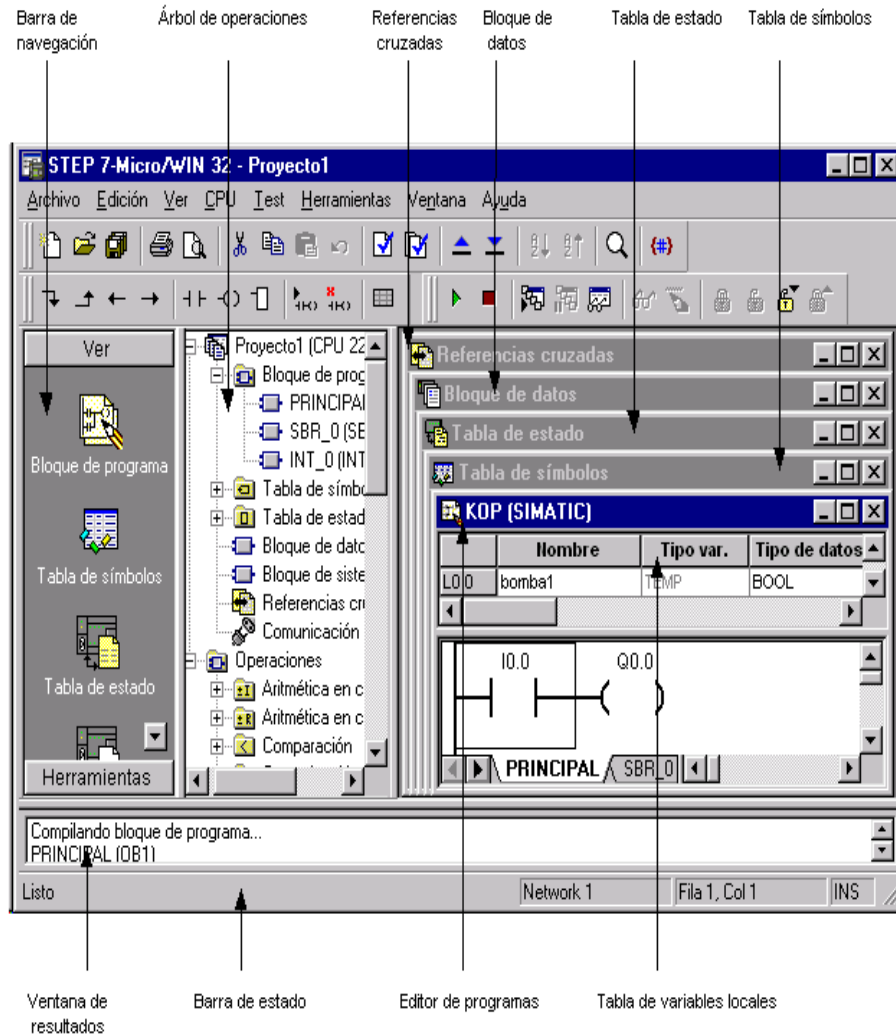 Barra de
navegación
Árbol de operaciones
Referencias
cruzadas
Bloque de
datos
Tabla de estado
Tabla de símbolos
STEP 7-Micro/WIN 32 - Proyecto1
Archivo Edición Ver CPU Test Herramientas Ventana Ayuda
Ver
Bloque de programa
Tabla de símbolos
Tabla de estado
Herramientas
Proyecto1 (CPU 22
Bloque de prog
PRINCIPAL
SBR_0 (SE
INT_0 (INT
Tabla de símbo
Tabla de estad
Bloque de dato
Bloque de siste
Referencias cru
Comunicación
Operaciones
Aritmética en c
Aritmética en c
Comparación
Referencias cruzadas
Bloque de datos
Tabla de estado
Tabla de símbolos
KOP (SIMATIC)
Nombre Tipo var. Tipo de datos
L0.0 bomba1 TEMP BOOL
I0.0 Q0.0
PRINCIPAL SBR_0
Compilando bloque de programa...
PRINCIPAL (OB1)
Listo Network 1 Fila 1, Col 1 INS
Ventana de
resultados
Barra de estado
Editor de programas
Tabla de variables locales